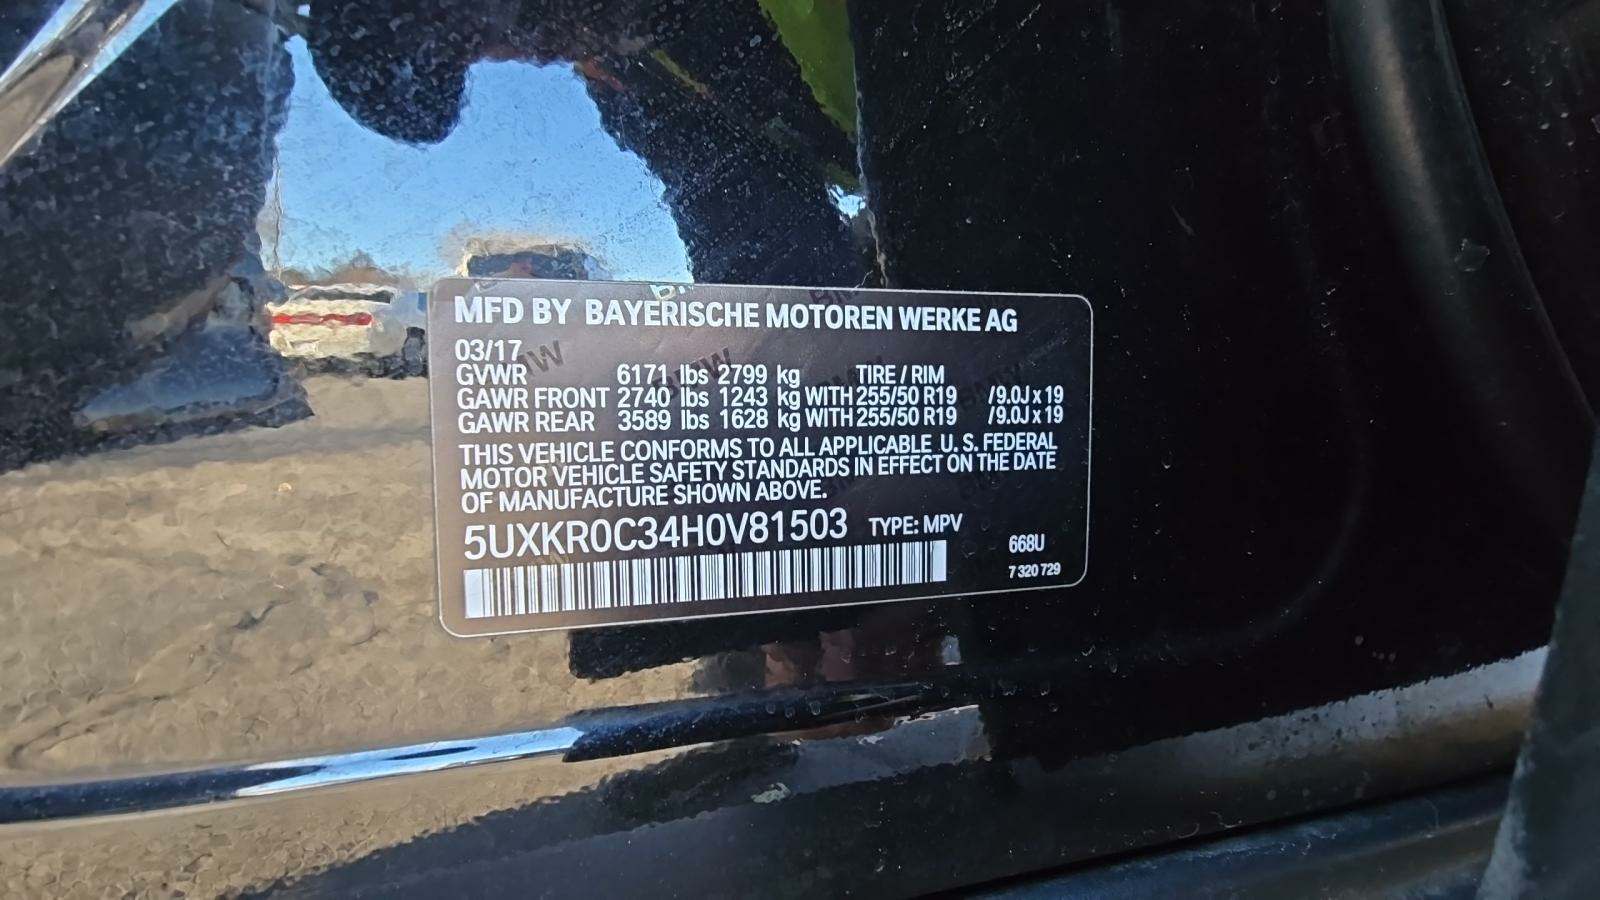 MFD BY BAYERISCHE MOTOREN WERKE AG
03/17
GVWR 6171 lbs 2799 kg TIRE / RIM
GAWR FRONT 2740 lbs 1243 kg WITH 255/50 R19 /9.0J x 19
GAWR REAR 3589 lbs 1628 kg WITH 255/50 R19 /9.0J x 19
THIS VEHICLE CONFORMS TO ALL APPLICABLE U. S. FEDERAL
MOTOR VEHICLE SAFETY STANDARDS IN EFFECT ON THE DATE
OF MANUFACTURE SHOWN ABOVE.
5UXKR0C34H0V81503 TYPE: MPV
668U
7 320 729